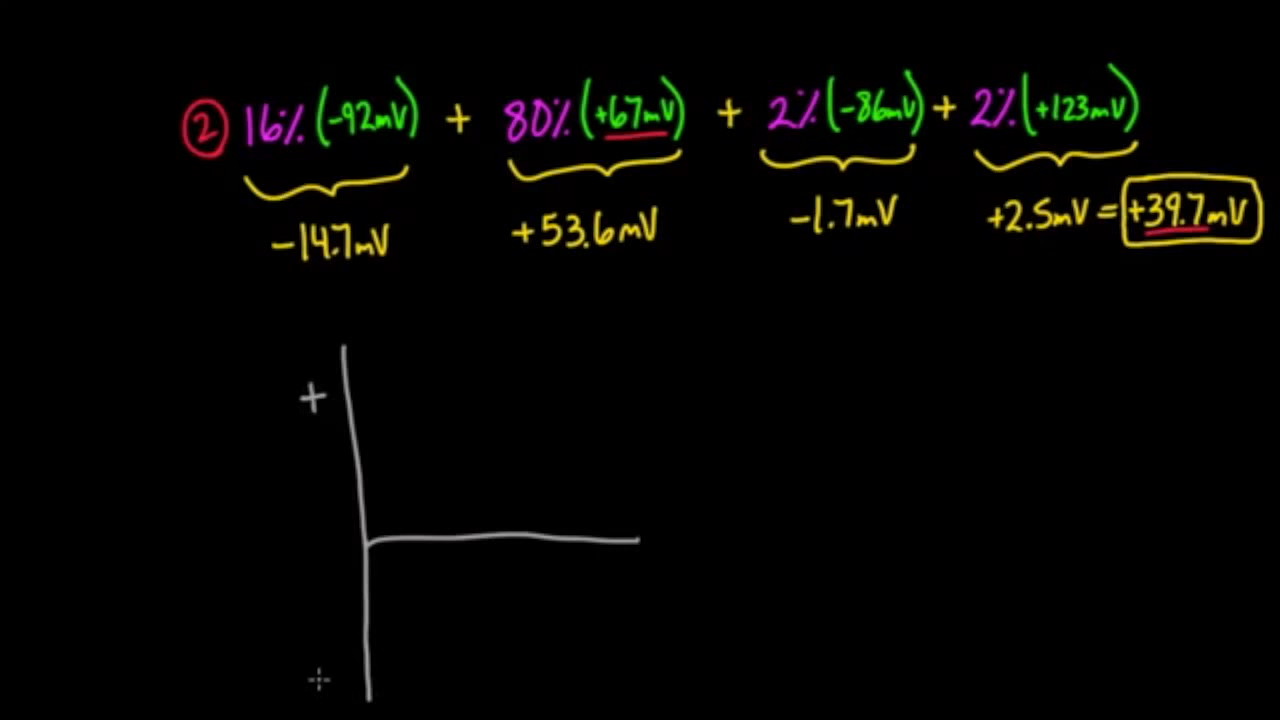 ② 16% (-92mV) + 80% (+67mV) + 2% (-86mV) + 2% (+123mV)
-14.7mV +53.6mV -1.7mV +2.5mV = +39.7mV
+